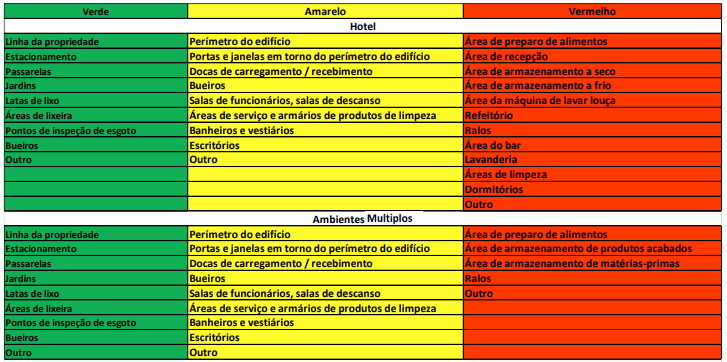 Verde Amarelo Vermelho
Hotel
Linha da propriedade Perímetro do edifício Área de preparo de alimentos
Estacionamento Portas e janelas em torno do perímetro do edifício Área de recepção
Passarelas Docas de carregamento / recebimento Área de armazenamento a seco
Jardins Bueiros Área de armazenamento a frio
Latas de lixo Salas de funcionários, salas de descanso Área da máquina de lavar louça
Áreas de lixeira Áreas de serviço e armários de produtos de limpeza Refeitório
Pontos de inspeção de esgoto Banheiros e vestiários Ralos
Bueiros Escritórios Área do bar
Outro Outro Lavanderia
Áreas de limpeza
Dormitórios
Outro
Ambientes Multiplos
Linha da propriedade Perímetro do edifício Área de preparo de alimentos
Estacionamento Portas e janelas em torno do perímetro do edifício Área de armazenamento de produtos acabados
Passarelas Docas de carregamento / recebimento Área de armazenamento de matérias-primas
Jardins Bueiros Ralos
Latas de lixo Salas de funcionários, salas de descanso Outro
Áreas de lixeira Áreas de serviço e armários de produtos de limpeza
Pontos de inspeção de esgoto Banheiros e vestiários
Bueiros Escritórios
Outro Outro